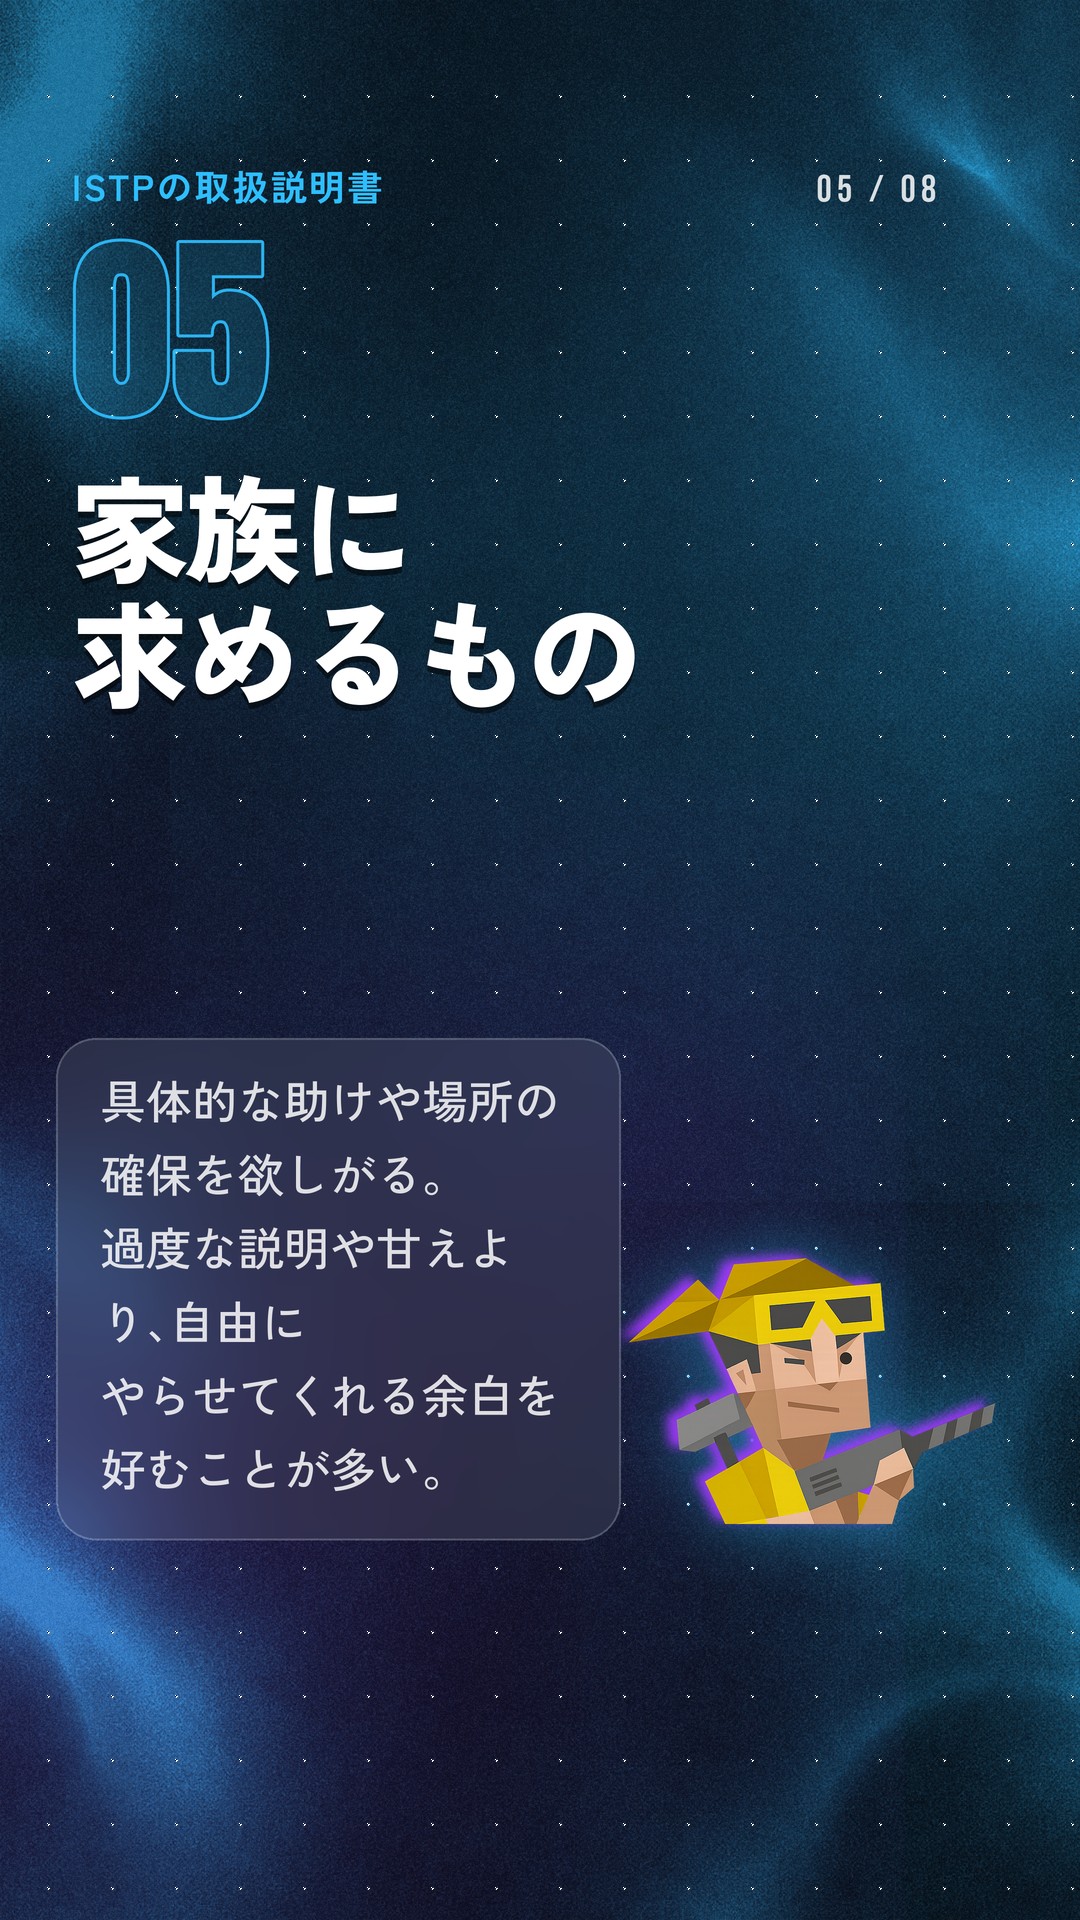 ISTPの取扱説明書
05 / 08
05
家族に
求めるもの
具体的な助けや場所の
確保を欲しがる。
過度な説明や甘えよ
り、自由に
やらせてくれる余白を
好むことが多い。